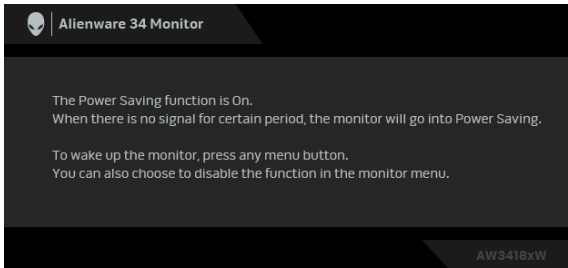 Alienware 34 Monitor
The Power Saving function is On.
When there is no signal for certain period, the monitor will go into Power Saving.
To wake up the monitor, press any menu button.
You can also choose to disable the function in the monitor menu.
AW3418xW